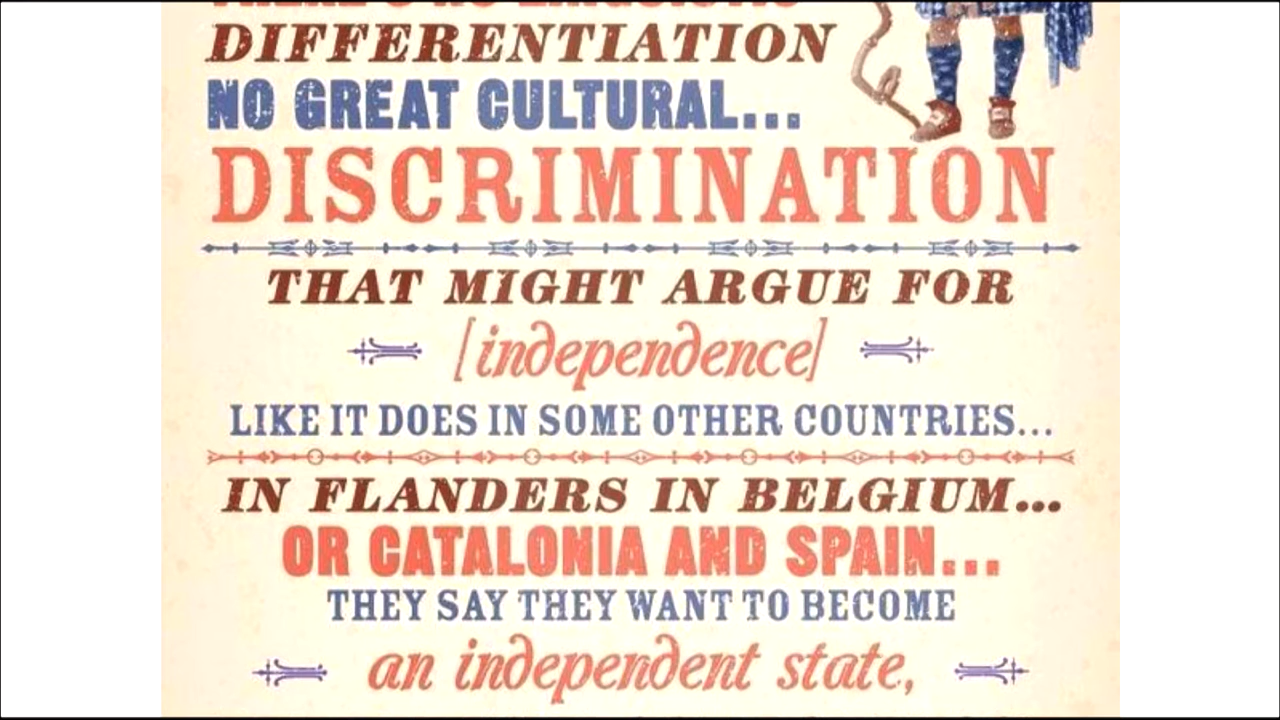 DIFFERENTIATION
NO GREAT CULTURAL...
DISCRIMINATION
THAT MIGHT ARGUE FOR
[independence]
LIKE IT DOES IN SOME OTHER COUNTRIES...
IN FLANDERS IN BELGIUM...
OR CATALONIA AND SPAIN...
THEY SAY THEY WANT TO BECOME
an independent state,